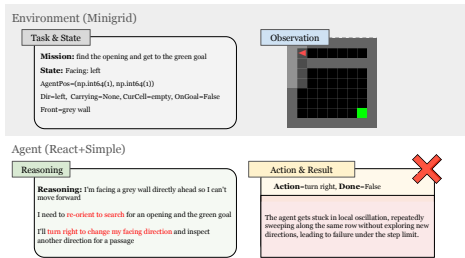 Environment (Minigrid)
Task & State
Mission: find the opening and get to the green goal
State: Facing: left
AgentPos=(np.int64(1), np.int64(1))
Dir=left, Carrying=None, CurCell=empty, OnGoal=False
Front=grey wall
Observation
Agent (React+Simple)
Reasoning
Reasoning: I'm facing a grey wall directly ahead so I can't
move forward
I need to re-orient to search for an opening and the green goal
I'll turn right to change my facing direction and inspect
another direction for a passage
Action & Result
Action=turn right, Done=False
The agent gets stuck in local oscillation, repeatedly
sweeping along the same row without exploring new
directions, leading to failure under the step limit.